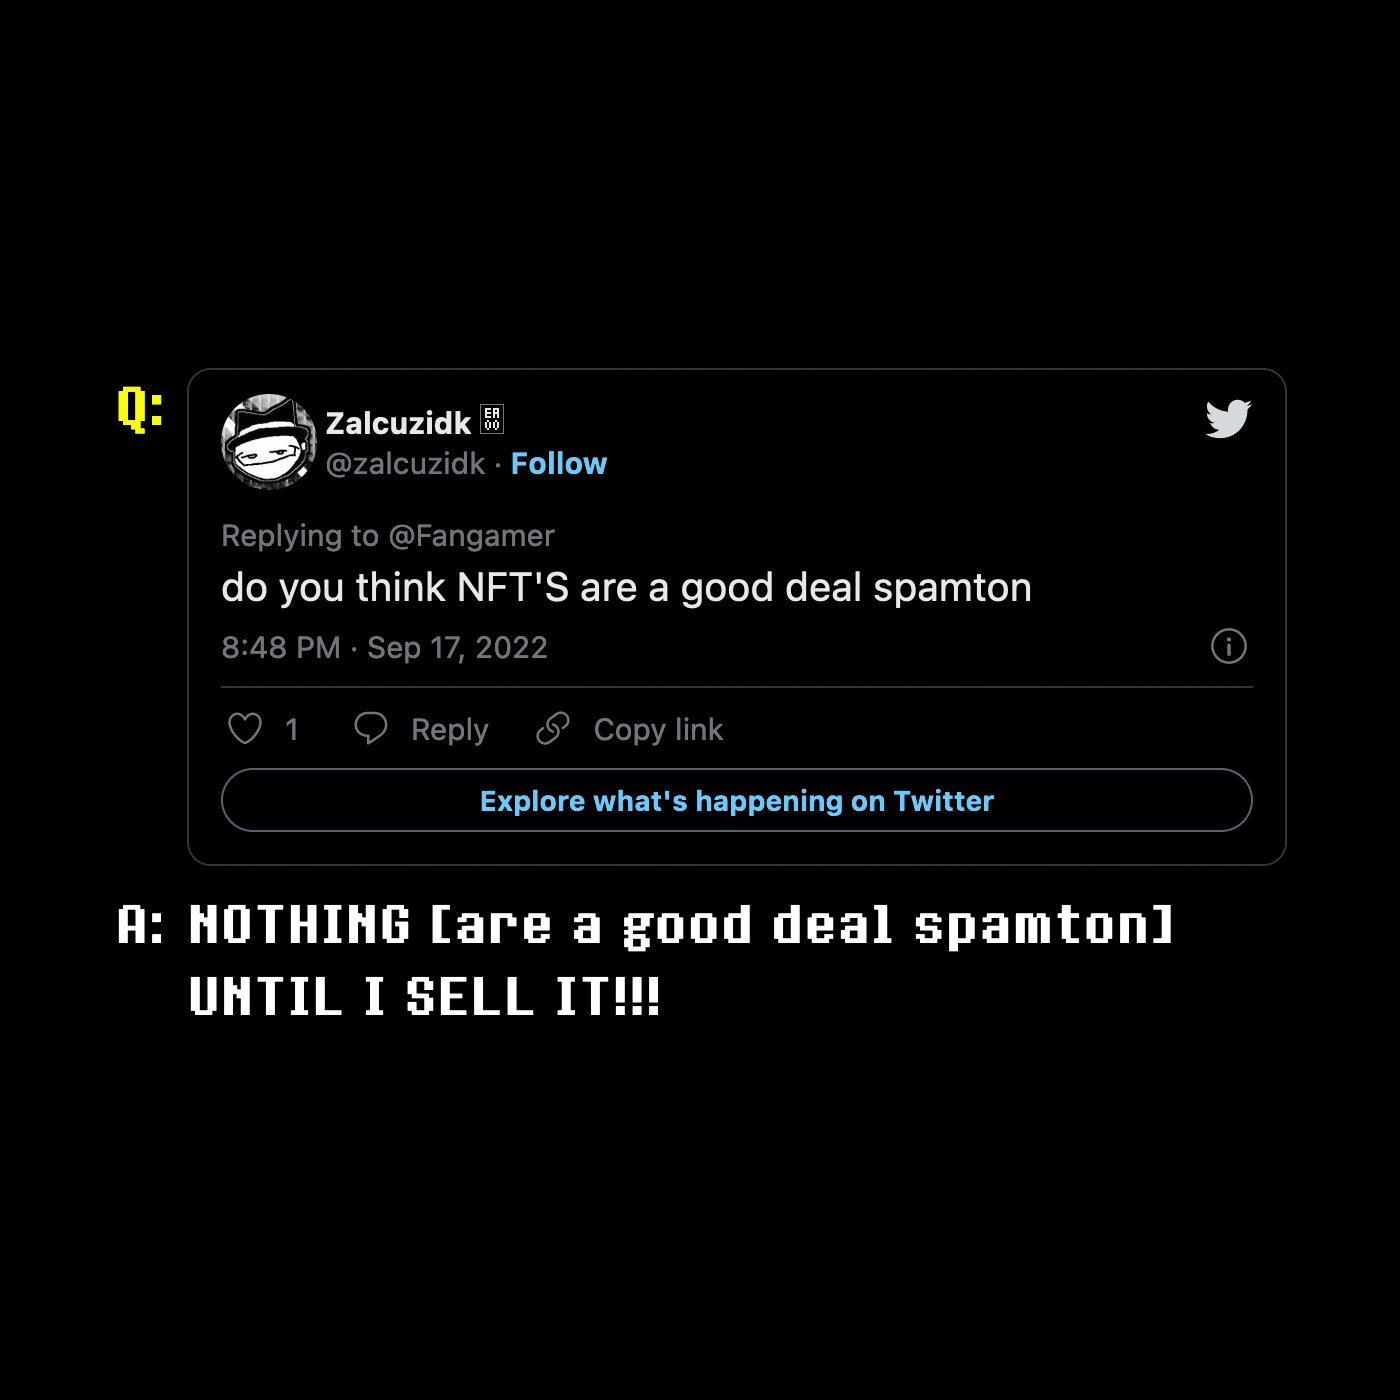 Q:
Zalcuzidk
@zalcuzidk · Follow
Replying to @Fangamer
do you think NFT'S are a good deal spamton
8:48 PM · Sep 17, 2022
1 Reply Copy link
Explore what's happening on Twitter
A: NOTHING [are a good deal spamton]
UNTIL I SELL IT!!!